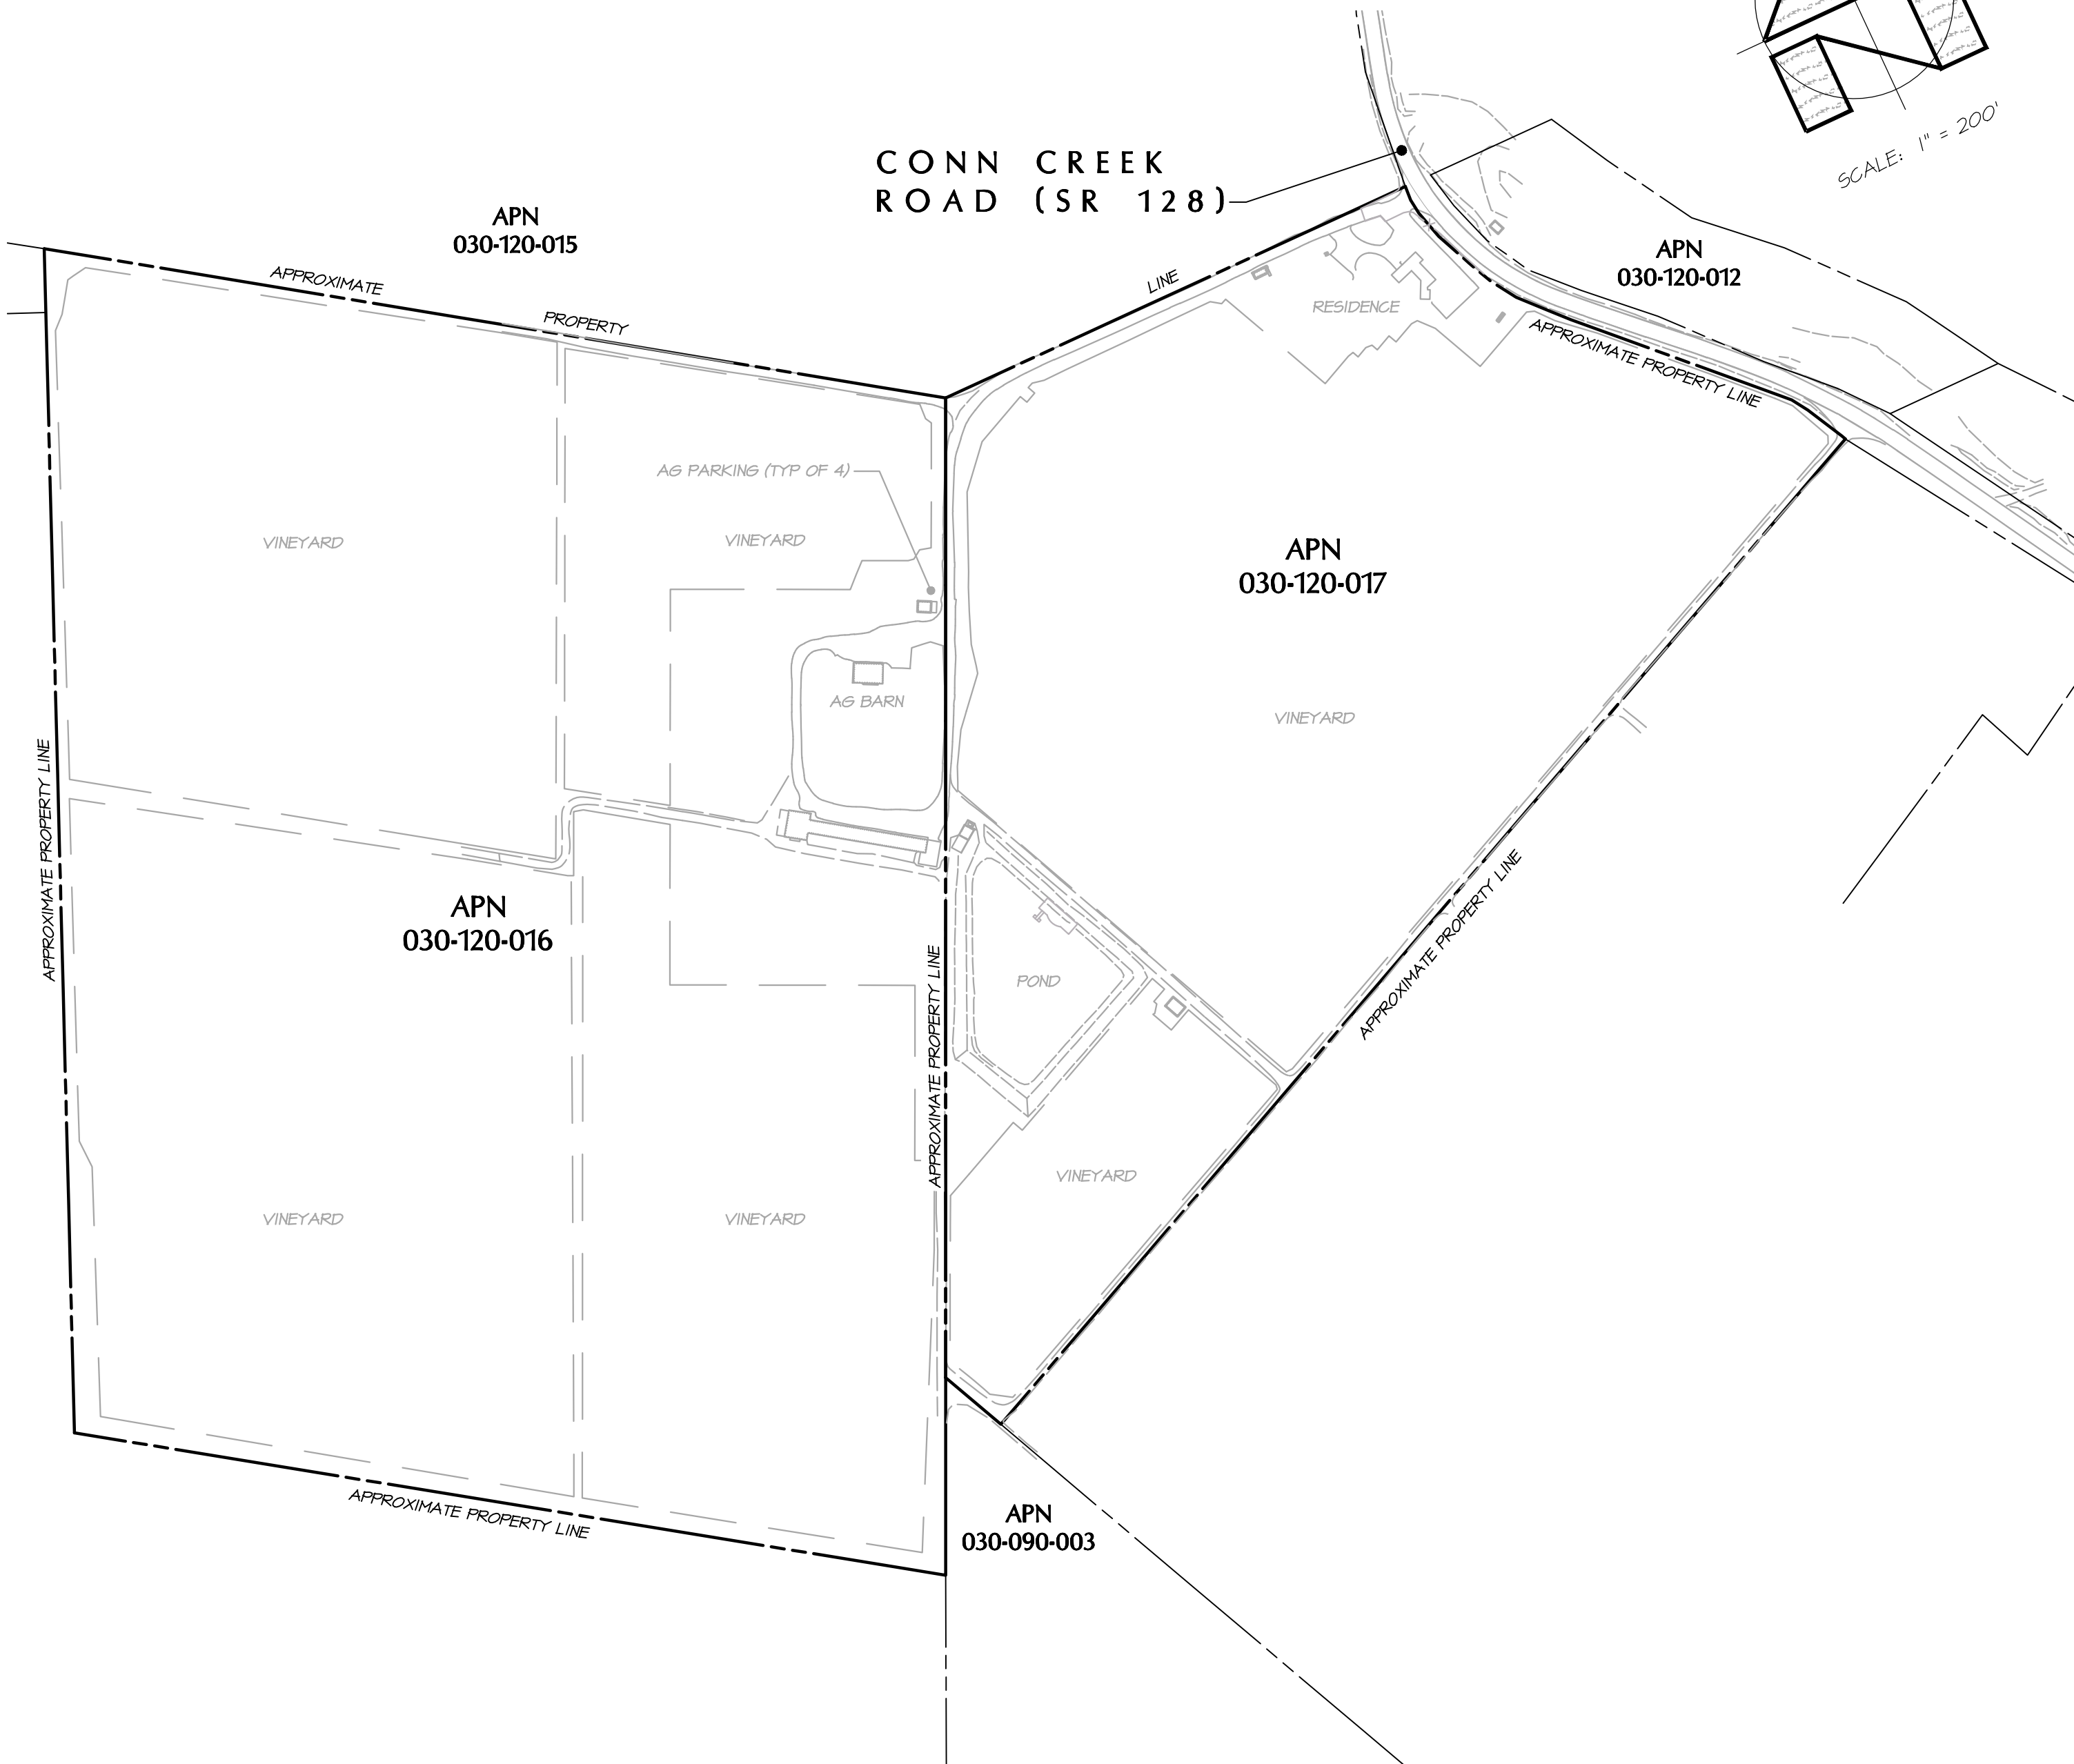 SCALE: 1" = 200'
CONN CREEK
ROAD (SR 128)
APN
030-120-015
APN
030-120-012
APPROXIMATE
PROPERTY
LINE
RESIDENCE
APPROXIMATE PROPERTY LINE
AG PARKING (TYP OF 4)
VINEYARD
VINEYARD
APN
030-120-017
AG BARN
VINEYARD
APPROXIMATE PROPERTY LINE
APN
030-120-016
APPROXIMATE PROPERTY LINE
POND
APPROXIMATE PROPERTY LINE
VINEYARD
VINEYARD
VINEYARD
APPROXIMATE PROPERTY LINE
APN
030-090-003